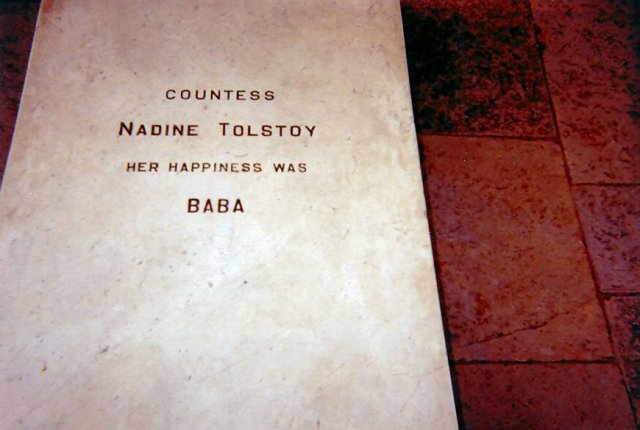 COUNTESS
NADINE TOLSTOY
HER HAPPINESS WAS
BABA